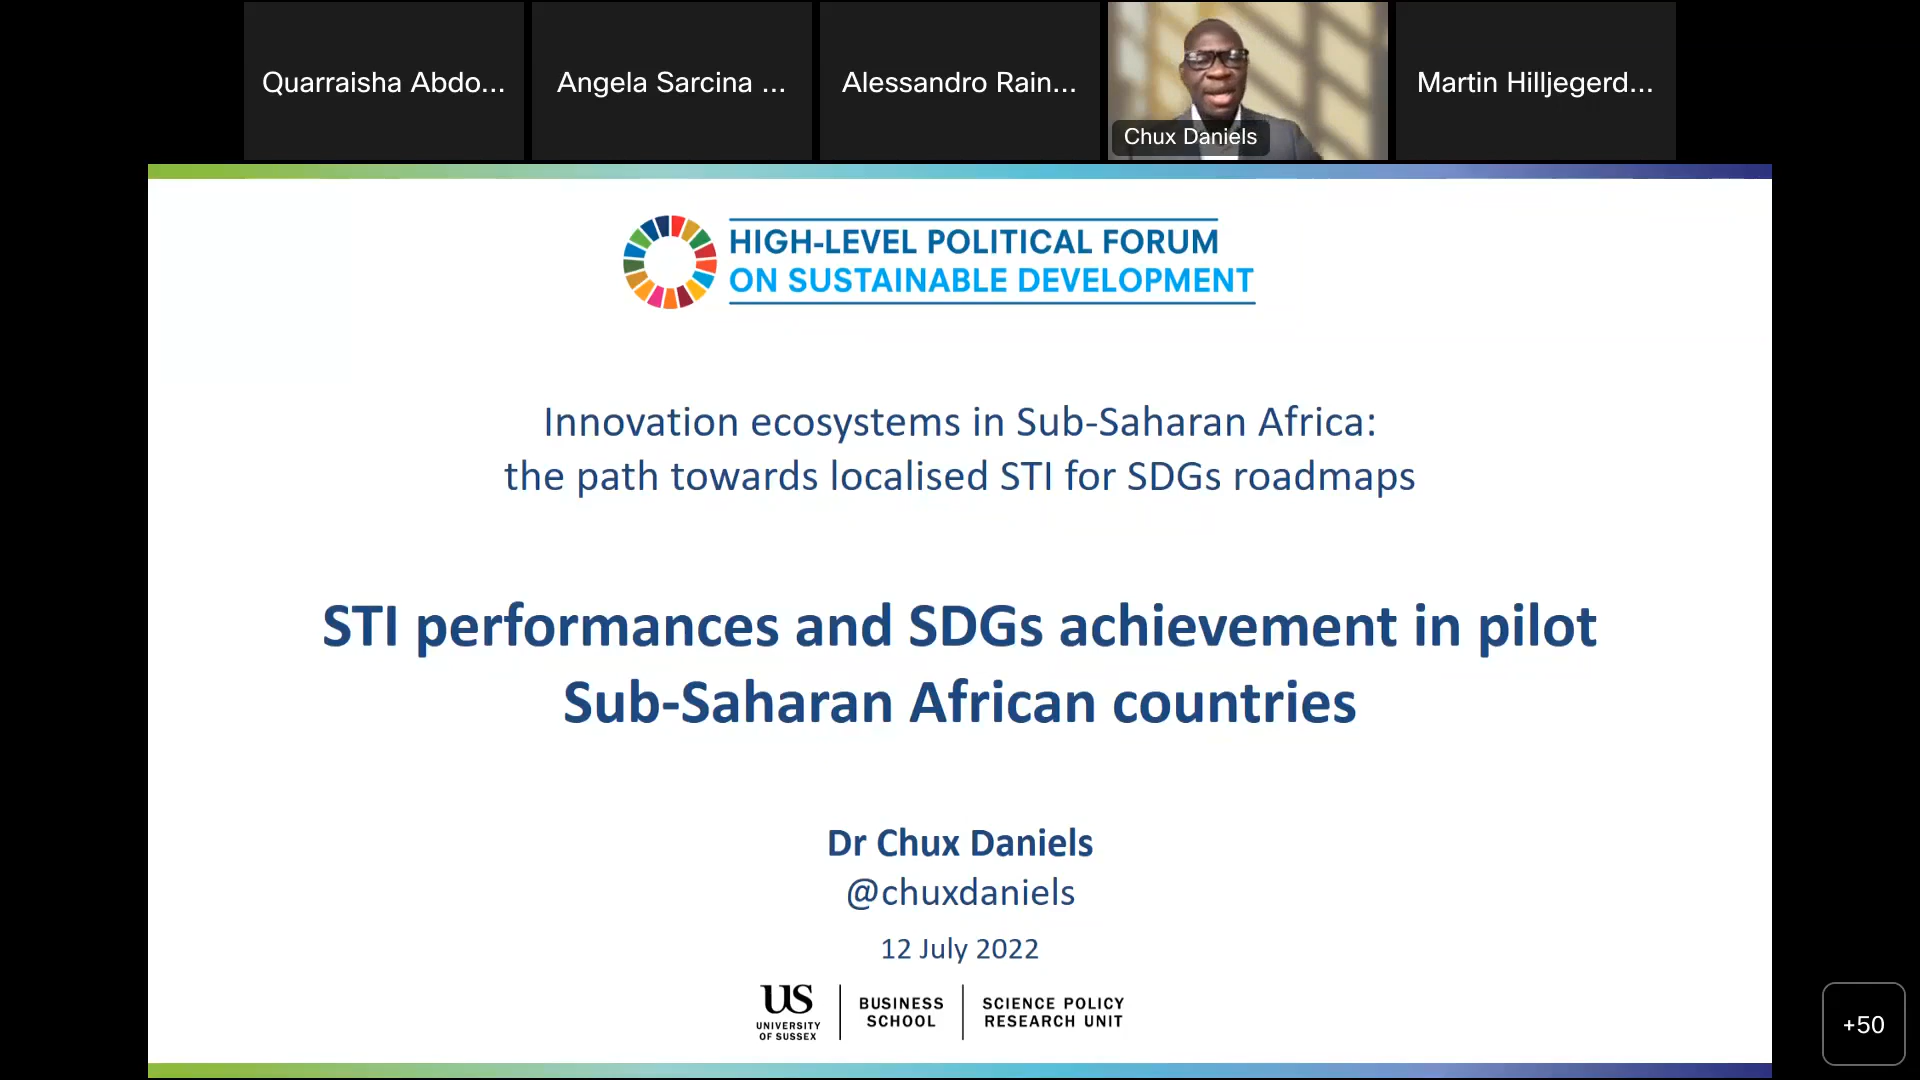 Quarraisha Abdo...
Angela Sarcina ...
Alessandro Rain...
Chux Daniels
Martin Hilljegerd...
HIGH-LEVEL POLITICAL FORUM
ON SUSTAINABLE DEVELOPMENT
Innovation ecosystems in Sub-Saharan Africa:
the path towards localised STI for SDGs roadmaps
STI performances and SDGs achievement in pilot
Sub-Saharan African countries
Dr Chux Daniels
@chuxdaniels
12 July 2022
US
UNIVERSITY
OF SUSSEX
BUSINESS
SCHOOL
SCIENCE POLICY
RESEARCH UNIT
+50